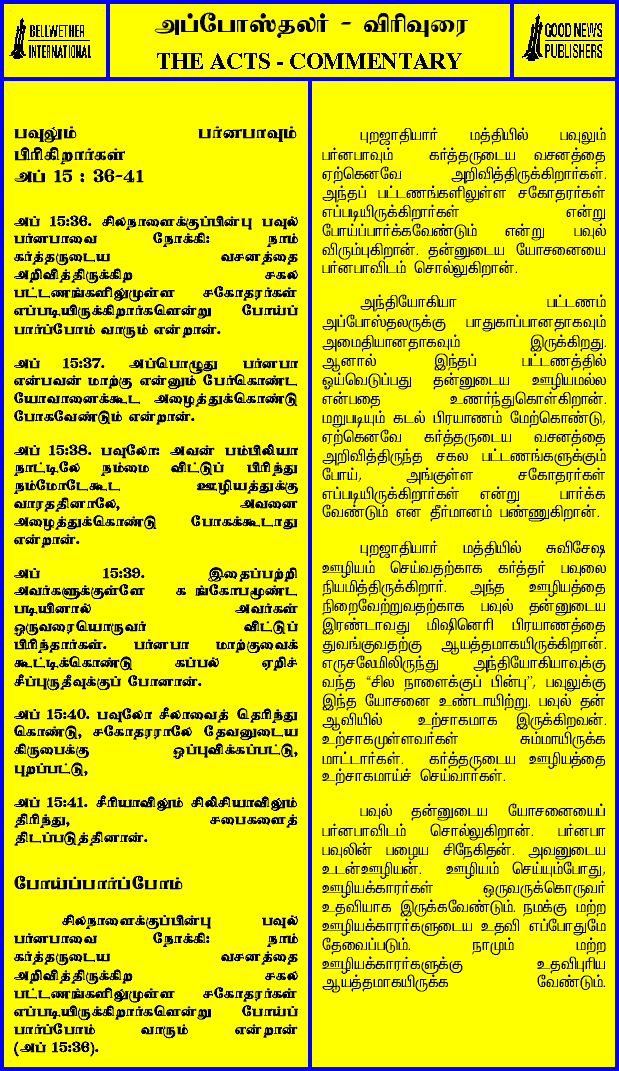 BELLWETHER
INTERNATIONAL
அப்போஸ்தலர் - விரிவுரை
THE ACTS - COMMENTARY
GOOD NEWS
PUBLISHERS
பவுலும் பர்னபாவும்
பிரிகிறார்கள்
அப் 15 : 36-41
அப் 15:36. சிலநாளைக்குப்பின்பு பவுல்
பர்னபாவை நோக்கி: நாம்
கர்த்தருடைய வசனத்தை
அறிவித்திருக்கிற சகல
பட்டணங்களிலுமுள்ள சகோதரர்கள்
எப்படியிருக்கிறார்களென்று போய்ப்
பார்ப்போம் வாரும் என்றான்.
அப் 15:37. அப்பொழுது பர்னபா
என்பவன் மாற்கு என்னும் பேர்கொண்ட
யோவானைக்கூட அழைத்துக்கொண்டு
போகவேண்டும் என்றான்.
அப் 15:38. பவுலோ: அவன் பம்பிலியா
நாட்டிலே நம்மை விட்டுப் பிரிந்து
நம்மோடேகூட ஊழியத்துக்கு
வாராததினாலே, அவனை
அழைத்துக்கொண்டு போகக்கூடாது
என்றான்.
அப் 15:39. இதைப்பற்றி
அவர்களுக்குள்ளே க ங்கோபமூண்ட
படியினால் அவர்கள்
ஒருவரையொருவர் விட்டுப்
பிரிந்தார்கள். பர்னபா மாற்குவைக்
கூட்டிக்கொண்டு கப்பல் ஏறிச்
சீப்புருதீவுக்குப் போனான்.
அப் 15:40. பவுலோ சீலாவைத் தெரிந்து
கொண்டு, சகோதரராலே தேவனுடைய
கிருபைக்கு ஒப்புவிக்கப்பட்டு,
புறப்பட்டு,
அப் 15:41. சீரியாவிலும் சிலிசியாவிலும்
திரிந்து, சபைகளைத்
திடப்படுத்தினான்.
போய்ப்பார்ப்போம்
சிலநாளைக்குப்பின்பு பவுல்
பர்னபாவை நோக்கி: நாம்
கர்த்தருடைய வசனத்தை
அறிவித்திருக்கிற சகல
பட்டணங்களிலுமுள்ள சகோதரர்கள்
எப்படியிருக்கிறார்களென்று போய்ப்
பார்ப்போம் வாரும் என்றான்
(அப் 15:36).
புறஜாதியார் மத்தியில் பவுலும்
பர்னபாவும் கர்த்தருடைய வசனத்தை
ஏற்கெனவே அறிவித்திருக்கிறார்கள்.
அந்தப் பட்டணங்களிலுள்ள சகோதரர்கள்
எப்படியிருக்கிறார்கள் என்று
போய்ப்பார்க்கவேண்டும் என்று பவுல்
விரும்புகிறான். தன்னுடைய யோசனையை
பர்னபாவிடம் சொல்லுகிறான்.
அந்தியோகியா பட்டணம்
அப்போஸ்தலருக்கு பாதுகாப்பானதாகவும்
அமைதியானதாகவும் இருக்கிறது.
ஆனால் இந்தப் பட்டணத்தில்
ஓய்வெடுப்பது தன்னுடைய ஊழியமல்ல
என்பதை உணர்ந்துகொள்கிறான்.
மறுபடியும் கடல் பிரயாணம் மேற்கொண்டு,
ஏற்கெனவே கர்த்தருடைய வசனத்தை
அறிவித்திருந்த சகல பட்டணங்களுக்கும்
போய், அங்குள்ள சகோதரர்கள்
எப்படியிருக்கிறார்கள் என்று பார்க்க
வேண்டும் என தீர்மானம் பண்ணுகிறான்.
புறஜாதியார் மத்தியில் சுவிசேஷ
ஊழியம் செய்வதற்காக கர்த்தர் பவுலை
நியமித்திருக்கிறார். அந்த ஊழியத்தை
நிறைவேற்றுவதற்காக பவுல் தன்னுடைய
இரண்டாவது மிஷினெரி பிரயாணத்தை
துவங்குவதற்கு ஆயத்தமாகயிருக்கிறான்.
எருசலேமிலிருந்து அந்தியோகியாவுக்கு
வந்த “சில நாளைக்குப் பின்பு”, பவுலுக்கு
இந்த யோசனை உண்டாயிற்று. பவுல் தன்
ஆவியில் உற்சாகமாக இருக்கிறவன்.
உற்சாகமுள்ளவர்கள் சும்மாயிருக்க
மாட்டார்கள். கர்த்தருடைய ஊழியத்தை
உற்சாகமாய்ச் செய்வார்கள்.
பவுல் தன்னுடைய யோசனையைப்
பர்னபாவிடம் சொல்லுகிறான். பர்னபா
பவுலின் பழைய சிநேகிதன். அவனுடைய
உடன்ஊழியன். ஊழியம் செய்யும்போது,
ஊழியக்காரர்கள் ஒருவருக்கொருவர்
உதவியாக இருக்கவேண்டும். நமக்கு மற்ற
ஊழியக்காரர்களுடைய உதவி எப்போதுமே
தேவைப்படும். நாமும் மற்ற
ஊழியக்காரர்களுக்கு உதவிபுரிய
ஆயத்தமாகயிருக்க வேண்டும்.